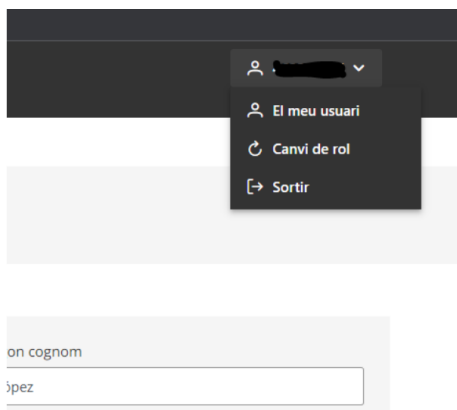 El meu usuari
Canvi de rol
Sortir
on cognom
ópez